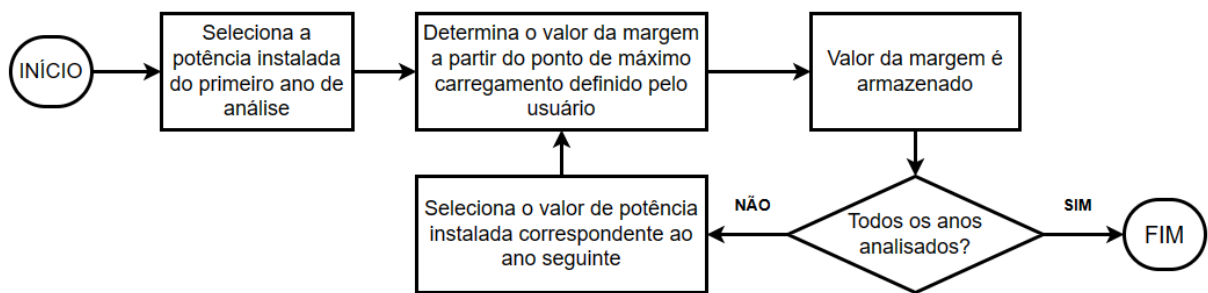 INÍCIO
Seleciona a
potência instalada
do primeiro ano de
análise
Determina o valor da margem
a partir do ponto de máximo
carregamento definido pelo
usuário
Valor da margem é
armazenado
Todos os anos
analisados?
NÃO
Seleciona o valor de potência
instalada correspondente ao
ano seguinte
SIM
FIM